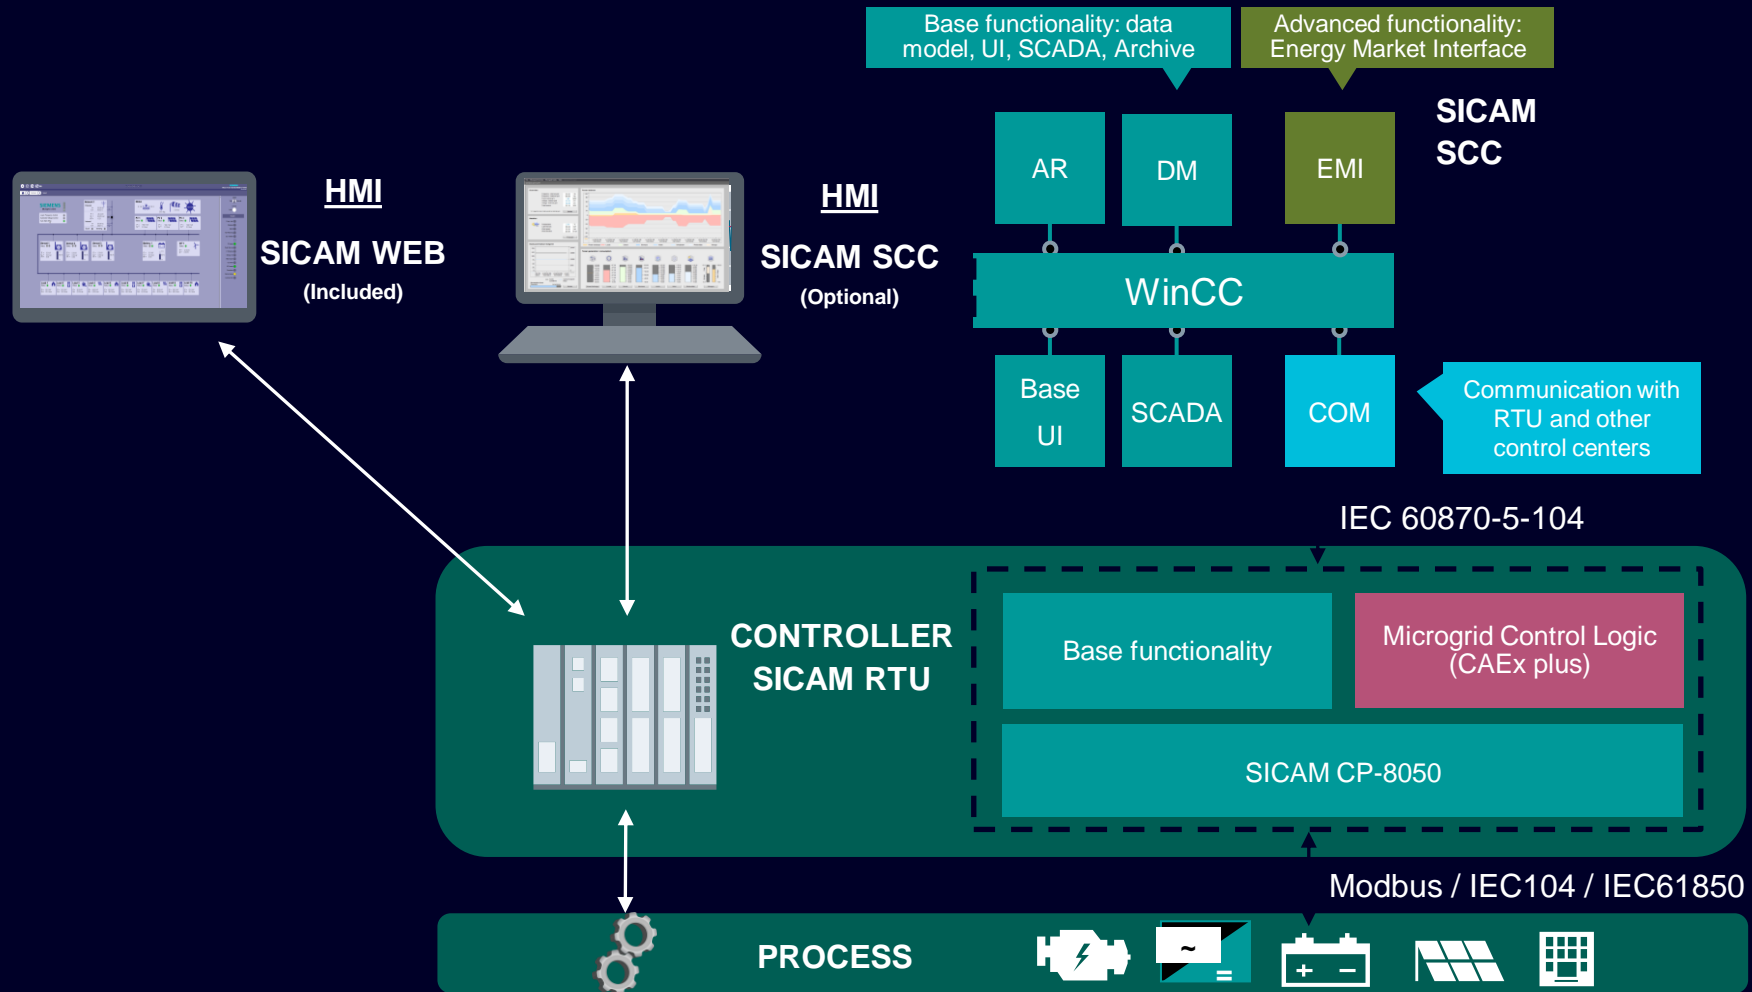 Base functionality: data
model, UI, SCADA, Archive
Advanced functionality:
Energy Market Interface
SICAM
SCC
AR
DM
EMI
HMI
SICAM WEB
(Included)
HMI
SICAM SCC
(Optional)
WinCC
Base
UI
SCADA
COM
Communication with
RTU and other
control centers
IEC 60870-5-104
CONTROLLER
SICAM RTU
Base functionality
Microgrid Control Logic
(CAEx plus)
SICAM CP-8050
Modbus / IEC104 / IEC61850
PROCESS
~
=
+ −